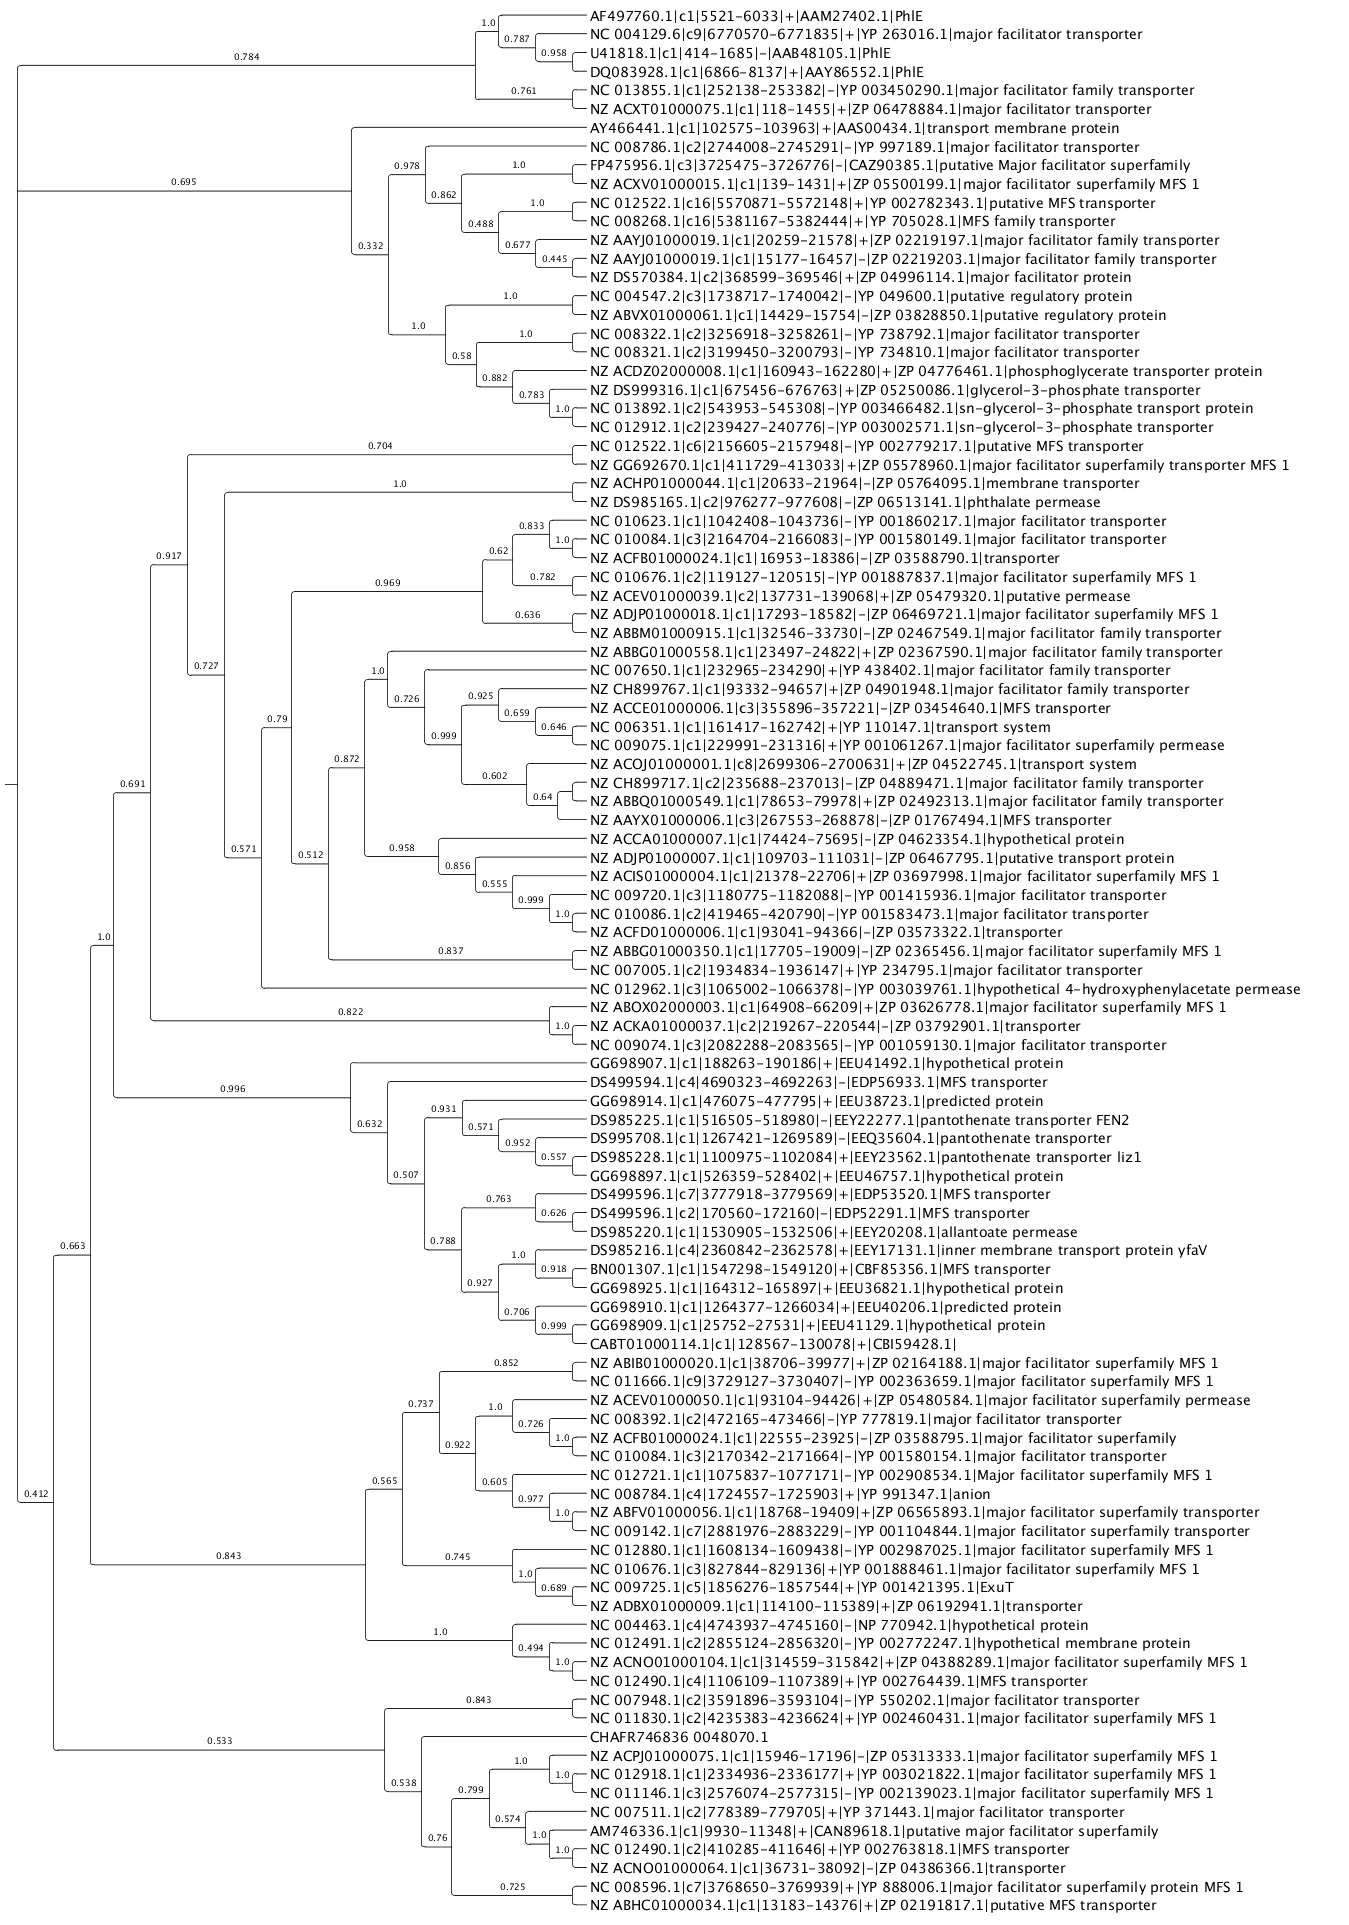 AF497760.1|c1|5521-6033|+|AAM27402.1|PhlE
1.0
NC 004129.6|c9|6770570-6771835|+|YP 263016.1|major facilitator transporter
0.787
U41818.1|c1|414-1685|-|AAB48105.1|PhlE
0.958
0.784
DQ083928.1|c1|6866-8137|+|AAY86552.1|PhlE
NC 013855.1|c1|252138-253382|-|YP 003450290.1|major facilitator family transporter
0.761
NZ ACXT01000075.1|c1|118-1455|+|ZP 06478884.1|major facilitator transporter
AY466441.1|c1|102575-103963|+|AAS00434.1|transport membrane protein
NC 008786.1|c2|2744008-2745291|-|YP 997189.1|major facilitator transporter
0.978
1.0
FP475956.1|c3|3725475-3726776|-|CAZ90385.1|putative Major facilitator superfamily
0.695
NZ ACXV01000015.1|c1|139-1431|+|ZP 05500199.1|major facilitator superfamily MFS 1
0.862
1.0
NC 012522.1|c16|5570871-5572148|+|YP 002782343.1|putative MFS transporter
0.488
NC 008268.1|c16|5381167-5382444|+|YP 705028.1|MFS family transporter
0.332
0.677
NZ AAYJ01000019.1|c1|20259-21578|+|ZP 02219197.1|major facilitator family transporter
0.445
NZ AAYJ01000019.1|c1|15177-16457|-|ZP 02219203.1|major facilitator family transporter
NZ DS570384.1|c2|368599-369546|+|ZP 04996114.1|major facilitator protein
1.0
NC 004547.2|c3|1738717-1740042|-|YP 049600.1|putative regulatory protein
NZ ABVX01000061.1|c1|14429-15754|-|ZP 03828850.1|putative regulatory protein
1.0
1.0
NC 008322.1|c2|3256918-3258261|-|YP 738792.1|major facilitator transporter
0.58
NC 008321.1|c2|3199450-3200793|-|YP 734810.1|major facilitator transporter
0.882
NZ ACDZ02000008.1|c1|160943-162280|+|ZP 04776461.1|phosphoglycerate transporter protein
0.783
NZ DS999316.1|c1|675456-676763|+|ZP 05250086.1|glycerol-3-phosphate transporter
1.0
NC 013892.1|c2|543953-545308|-|YP 003466482.1|sn-glycerol-3-phosphate transport protein
NC 012912.1|c2|239427-240776|-|YP 003002571.1|sn-glycerol-3-phosphate transporter
0.704
NC 012522.1|c6|2156605-2157948|-|YP 002779217.1|putative MFS transporter
NZ GG692670.1|c1|411729-413033|+|ZP 05578960.1|major facilitator superfamily transporter MFS 1
1.0
NZ ACHP01000044.1|c1|20633-21964|-|ZP 05764095.1|membrane transporter
NZ DS985165.1|c2|976277-977608|-|ZP 06513141.1|phthalate permease
0.833
NC 010623.1|c1|1042408-1043736|-|YP 001860217.1|major facilitator transporter
1.0
NC 010084.1|c3|2164704-2166083|-|YP 001580149.1|major facilitator transporter
0.917
0.62
NZ ACFB01000024.1|c1|16953-18386|-|ZP 03588790.1|transporter
0.969
0.782
NC 010676.1|c2|119127-120515|-|YP 001887837.1|major facilitator superfamily MFS 1
NZ ACEV01000039.1|c2|137731-139068|+|ZP 05479320.1|putative permease
0.636
NZ ADJP01000018.1|c1|17293-18582|-|ZP 06469721.1|major facilitator superfamily MFS 1
NZ ABBM01000915.1|c1|32546-33730|-|ZP 02467549.1|major facilitator family transporter
0.727
NZ ABBG01000558.1|c1|23497-24822|+|ZP 02367590.1|major facilitator family transporter
1.0
NC 007650.1|c1|232965-234290|+|YP 438402.1|major facilitator family transporter
0.726
0.925
NZ CH899767.1|c1|93332-94657|+|ZP 04901948.1|major facilitator family transporter
0.659
NZ ACCE01000006.1|c3|355896-357221|-|ZP 03454640.1|MFS transporter
0.79
0.646
NC 006351.1|c1|161417-162742|+|YP 110147.1|transport system
0.999
NC 009075.1|c1|229991-231316|+|YP 001061267.1|major facilitator superfamily permease
0.872
NZ ACOJ01000001.1|c8|2699306-2700631|+|ZP 04522745.1|transport system
0.602
NZ CH899717.1|c2|235688-237013|-|ZP 04889471.1|major facilitator family transporter
0.691
0.64
NZ ABBQ01000549.1|c1|78653-79978|+|ZP 02492313.1|major facilitator family transporter
NZ AAYX01000006.1|c3|267553-268878|-|ZP 01767494.1|MFS transporter
0.571
0.512
0.958
NZ ACCA01000007.1|c1|74424-75695|-|ZP 04623354.1|hypothetical protein
0.856
NZ ADJP01000007.1|c1|109703-111031|-|ZP 06467795.1|putative transport protein
0.555
NZ ACIS01000004.1|c1|21378-22706|+|ZP 03697998.1|major facilitator superfamily MFS 1
0.999
NC 009720.1|c3|1180775-1182088|-|YP 001415936.1|major facilitator transporter
1.0
NC 010086.1|c2|419465-420790|-|YP 001583473.1|major facilitator transporter
1.0
NZ ACFD01000006.1|c1|93041-94366|-|ZP 03573322.1|transporter
0.837
NZ ABBG01000350.1|c1|17705-19009|-|ZP 02365456.1|major facilitator superfamily MFS 1
NC 007005.1|c2|1934834-1936147|+|YP 234795.1|major facilitator transporter
NC 012962.1|c3|1065002-1066378|-|YP 003039761.1|hypothetical 4-hydroxyphenylacetate permease
0.822
NZ ABOX02000003.1|c1|64908-66209|+|ZP 03626778.1|major facilitator superfamily MFS 1
1.0
NZ ACKA01000037.1|c2|219267-220544|-|ZP 03792901.1|transporter
NC 009074.1|c3|2082288-2083565|-|YP 001059130.1|major facilitator transporter
GG698907.1|c1|188263-190186|+|EEU41492.1|hypothetical protein
0.996
DS499594.1|c4|4690323-4692263|-|EDP56933.1|MFS transporter
0.931
GG698914.1|c1|476075-477795|+|EEU38723.1|predicted protein
0.632
0.571
DS985225.1|c1|516505-518980|-|EEY22277.1|pantothenate transporter FEN2
0.952
DS995708.1|c1|1267421-1269589|-|EEQ35604.1|pantothenate transporter
0.557
DS985228.1|c1|1100975-1102084|+|EEY23562.1|pantothenate transporter liz1
0.507
GG698897.1|c1|526359-528402|+|EEU46757.1|hypothetical protein
0.763
DS499596.1|c7|3777918-3779569|+|EDP53520.1|MFS transporter
0.626
DS499596.1|c2|170560-172160|-|EDP52291.1|MFS transporter
DS985220.1|c1|1530905-1532506|+|EEY20208.1|allantoate permease
0.663
0.788
1.0
DS985216.1|c4|2360842-2362578|+|EEY17131.1|inner membrane transport protein yfaV
0.918
BN001307.1|c1|1547298-1549120|+|CBF85356.1|MFS transporter
0.927
GG698925.1|c1|164312-165897|+|EEU36821.1|hypothetical protein
0.706
GG698910.1|c1|1264377-1266034|+|EEU40206.1|predicted protein
0.999
GG698909.1|c1|25752-27531|+|EEU41129.1|hypothetical protein
CABT01000114.1|c1|128567-130078|+|CBI59428.1|
0.852
NZ ABIB01000020.1|c1|38706-39977|+|ZP 02164188.1|major facilitator superfamily MFS 1
NC 011666.1|c9|3729127-3730407|-|YP 002363659.1|major facilitator superfamily MFS 1
0.737
1.0
NZ ACEV01000050.1|c1|93104-94426|+|ZP 05480584.1|major facilitator superfamily permease
0.726
NC 008392.1|c2|472165-473466|-|YP 777819.1|major facilitator transporter
0.922
1.0
NZ ACFB01000024.1|c1|22555-23925|-|ZP 03588795.1|major facilitator superfamily
NC 010084.1|c3|2170342-2171664|-|YP 001580154.1|major facilitator transporter
0.565
0.605
NC 012721.1|c1|1075837-1077171|-|YP 002908534.1|Major facilitator superfamily MFS 1
0.412
0.977
NC 008784.1|c4|1724557-1725903|+|YP 991347.1|anion
1.0
NZ ABFV01000056.1|c1|18768-19409|+|ZP 06565893.1|major facilitator superfamily transporter
NC 009142.1|c7|2881976-2883229|-|YP 001104844.1|major facilitator superfamily transporter
0.843
0.745
NC 012880.1|c1|1608134-1609438|-|YP 002987025.1|major facilitator superfamily MFS 1
1.0
NC 010676.1|c3|827844-829136|+|YP 001888461.1|major facilitator superfamily MFS 1
0.689
NC 009725.1|c5|1856276-1857544|+|YP 001421395.1|ExuT
NZ ADBX01000009.1|c1|114100-115389|+|ZP 06192941.1|transporter
1.0
NC 004463.1|c4|4743937-4745160|-|NP 770942.1|hypothetical protein
0.494
NC 012491.1|c2|2855124-2856320|-|YP 002772247.1|hypothetical membrane protein
1.0
NZ ACNO01000104.1|c1|314559-315842|+|ZP 04388289.1|major facilitator superfamily MFS 1
NC 012490.1|c4|1106109-1107389|+|YP 002764439.1|MFS transporter
0.843
NC 007948.1|c2|3591896-3593104|-|YP 550202.1|major facilitator transporter
NC 011830.1|c2|4235383-4236624|+|YP 002460431.1|major facilitator superfamily MFS 1
0.533
CHAFR746836 0048070.1
1.0
NZ ACPJ01000075.1|c1|15946-17196|-|ZP 05313333.1|major facilitator superfamily MFS 1
0.538
0.799
1.0
NC 012918.1|c1|2334936-2336177|+|YP 003021822.1|major facilitator superfamily MFS 1
NC 011146.1|c3|2576074-2577315|-|YP 002139023.1|major facilitator superfamily MFS 1
0.574
NC 007511.1|c2|778389-779705|+|YP 371443.1|major facilitator transporter
0.76
1.0
AM746336.1|c1|9930-11348|+|CAN89618.1|putative major facilitator superfamily
1.0
NC 012490.1|c2|410285-411646|+|YP 002763818.1|MFS transporter
NZ ACNO01000064.1|c1|36731-38092|-|ZP 04386366.1|transporter
0.725
NC 008596.1|c7|3768650-3769939|+|YP 888006.1|major facilitator superfamily protein MFS 1
NZ ABHC01000034.1|c1|13183-14376|+|ZP 02191817.1|putative MFS transporter